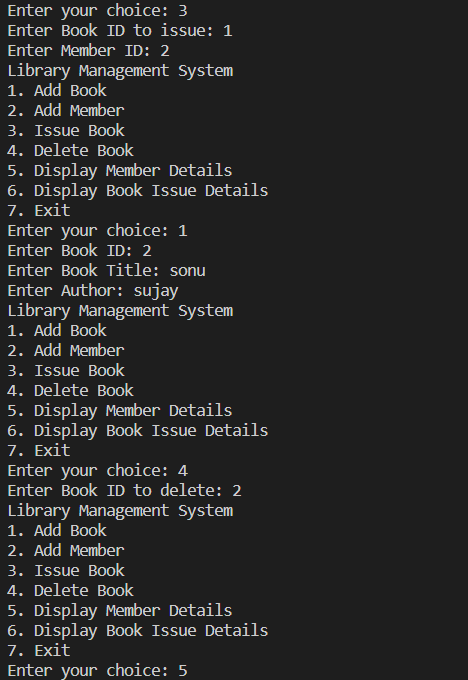 Enter your choice: 3
Enter Book ID to issue: 1
Enter Member ID: 2
Library Management System
1. Add Book
2. Add Member
3. Issue Book
4. Delete Book
5. Display Member Details
6. Display Book Issue Details
7. Exit
Enter your choice: 1
Enter Book ID: 2
Enter Book Title: sonu
Enter Author: sujay
Library Management System
1. Add Book
2. Add Member
3. Issue Book
4. Delete Book
5. Display Member Details
6. Display Book Issue Details
7. Exit
Enter your choice: 4
Enter Book ID to delete: 2
Library Management System
1. Add Book
2. Add Member
3. Issue Book
4. Delete Book
5. Display Member Details
6. Display Book Issue Details
7. Exit
Enter your choice: 5